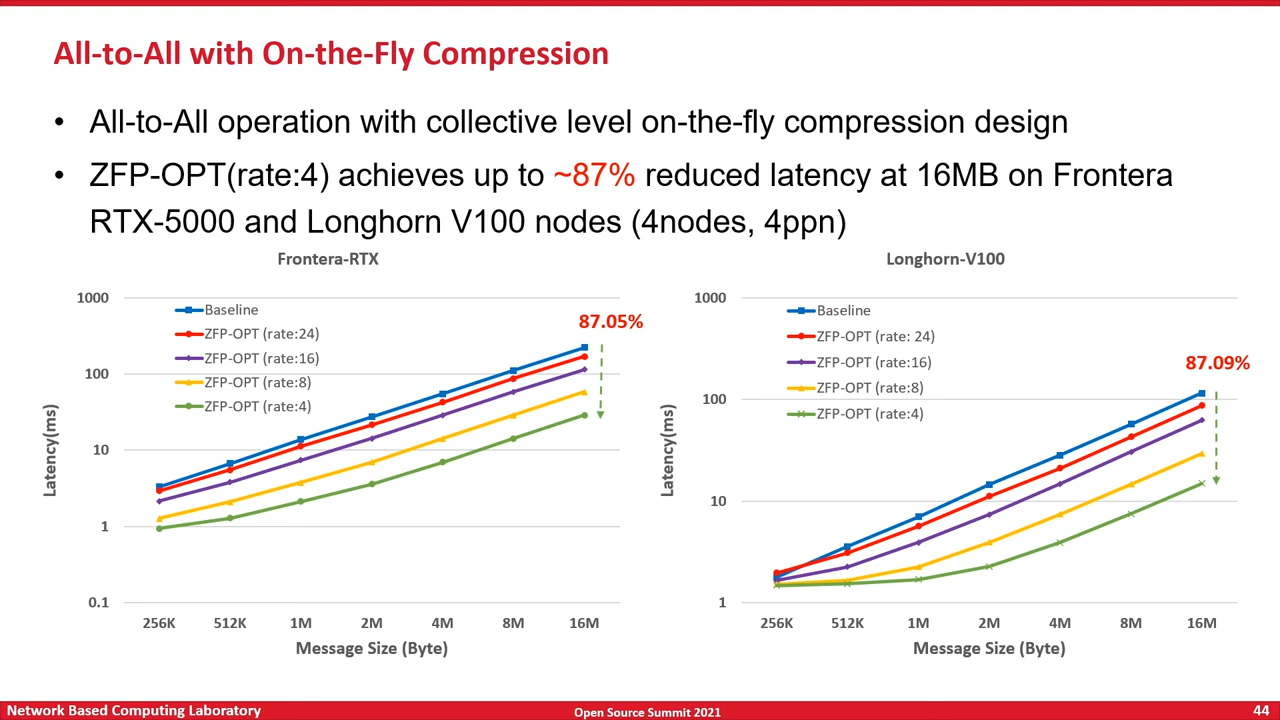 All-to-All with On-the-Fly Compression
• All-to-All operation with collective level on-the-fly compression design
• ZFP-OPT(rate:4) achieves up to ~87% reduced latency at 16MB on Frontera
RTX-5000 and Longhorn V100 nodes (4nodes, 4ppn)
Frontera-RTX
1000
100
10
1
0.1
Latency(ms)
Baseline
ZFP-OPT (rate:24)
ZFP-OPT (rate:16)
ZFP-OPT (rate:8)
ZFP-OPT (rate:4)
87.05%
256K 512K 1M 2M 4M 8M 16M
Message Size (Byte)
Longhorn-V100
1000
100
10
1
Latency(ms)
Baseline
ZFP-OPT (rate: 24)
ZFP-OPT (rate:16)
ZFP-OPT (rate:8)
ZFP-OPT (rate:4)
87.09%
256K 512K 1M 2M 4M 8M 16M
Message Size (Byte)
Network Based Computing Laboratory
Open Source Summit 2021
44